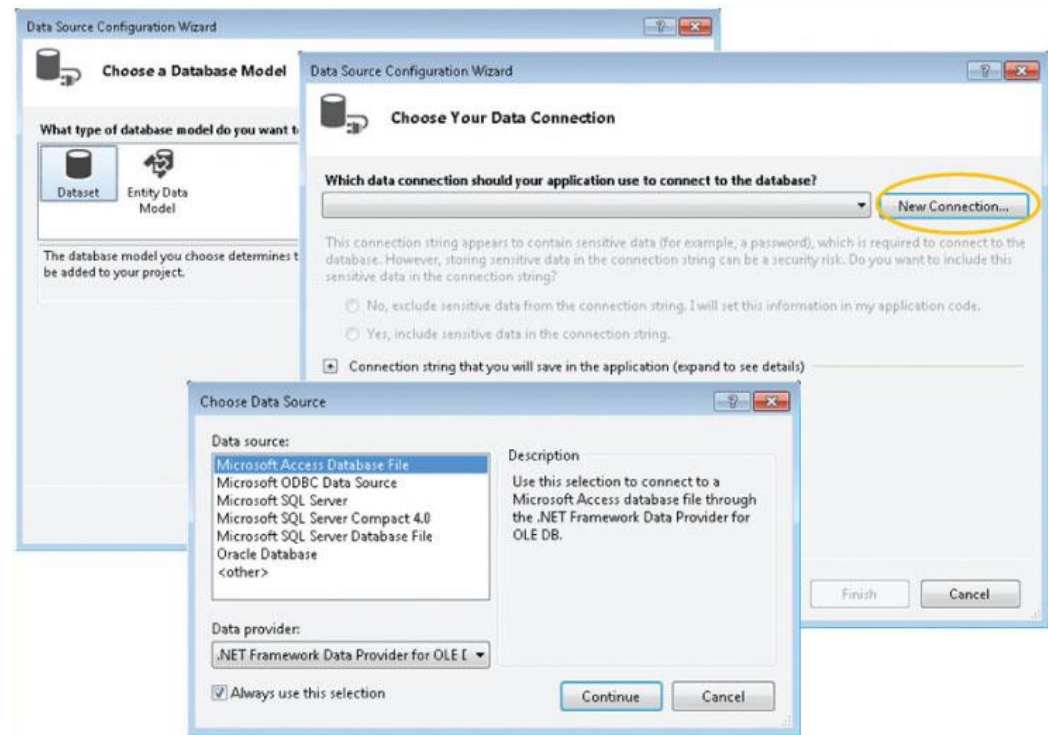 Data Source Configuration Wizard
Choose a Database Model
What type of database model do you want t
Dataset
Entity Data
Model
The database model you choose determines t
be added to your project.
Data Source Configuration Wizard
Choose Your Data Connection
Which data connection should your application use to connect to the database?
New Connection...
This connection string appears to contain sensitive data (for example, a password), which is required to connect to the
database. However, storing sensitive data in the connection string can be a security risk. Do you want to include this
sensitive data in the connection string?
No, exclude sensitive data from the connection string. I will set this information in my application code.
Yes, include sensitive data in the connection string.
+ Connection string that you will save in the application (expand to see details)
Finish
Cancel
Choose Data Source
Data source:
Microsoft Access Database File
Microsoft ODBC Data Source
Microsoft SQL Server
Microsoft SQL Server Compact 4.0
Microsoft SQL Server Database File
Oracle Database
<other>
Description
Use this selection to connect to a
Microsoft Access database file through
the .NET Framework Data Provider for
OLE DB.
Data provider:
.NET Framework Data Provider for OLE [
Always use this selection
Continue
Cancel